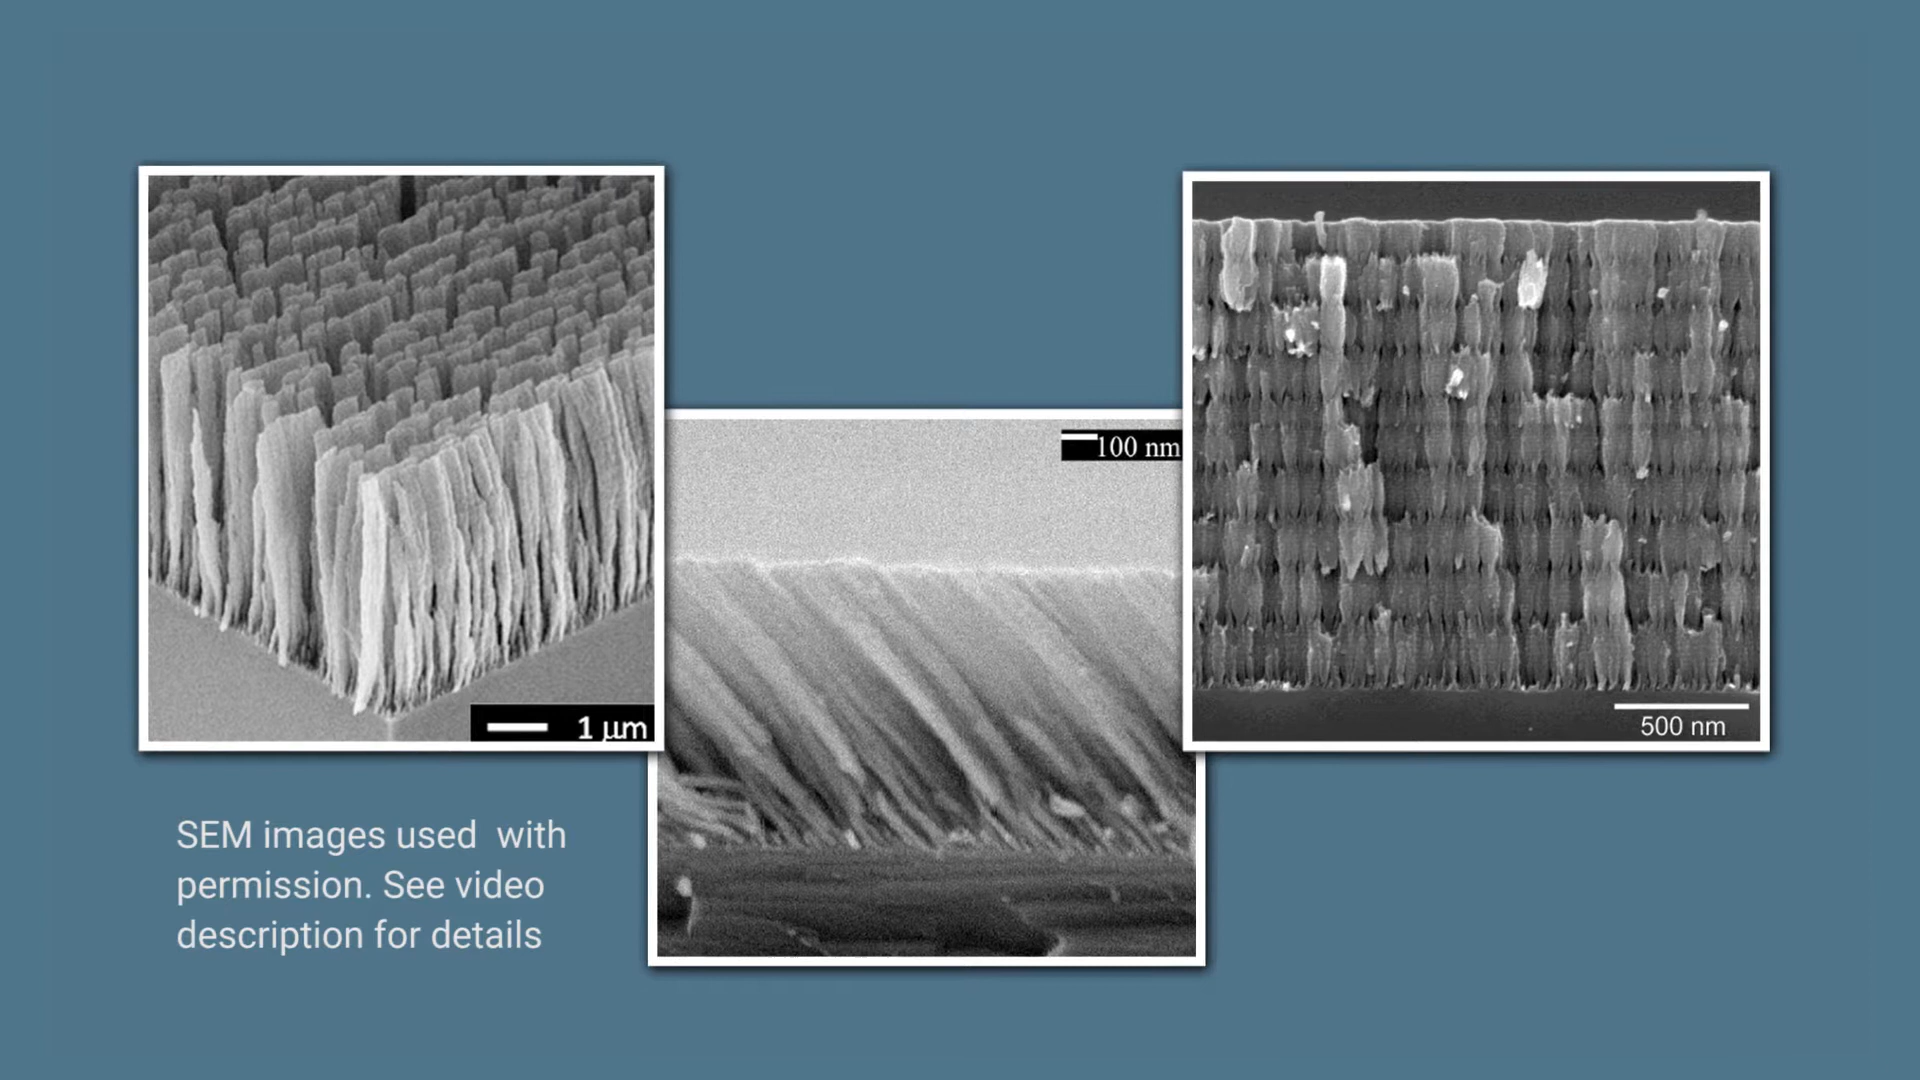 100 nm
1 μm
500 nm
SEM images used  with
permission. See video
description for details